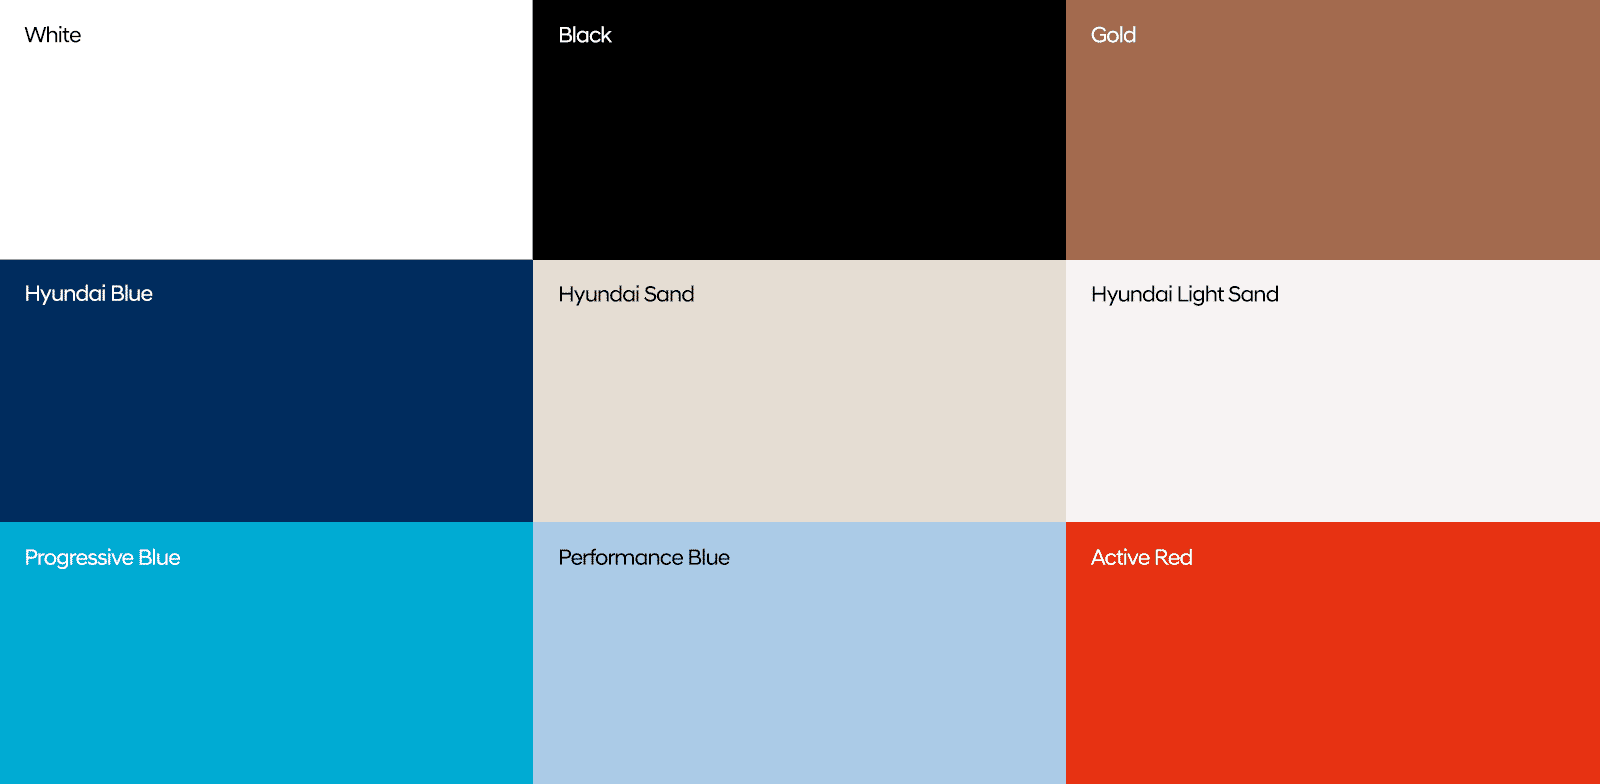 White
Black
Gold
Hyundai Blue
Hyundai Sand
Hyundai Light Sand
Progressive Blue
Performance Blue
Active Red